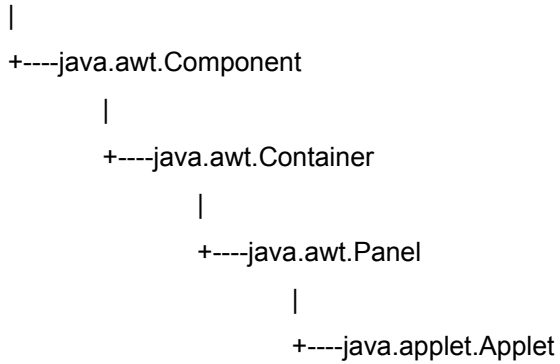 |
+----java.awt.Component
|
+----java.awt.Container
|
+----java.awt.Panel
|
+----java.applet.Applet